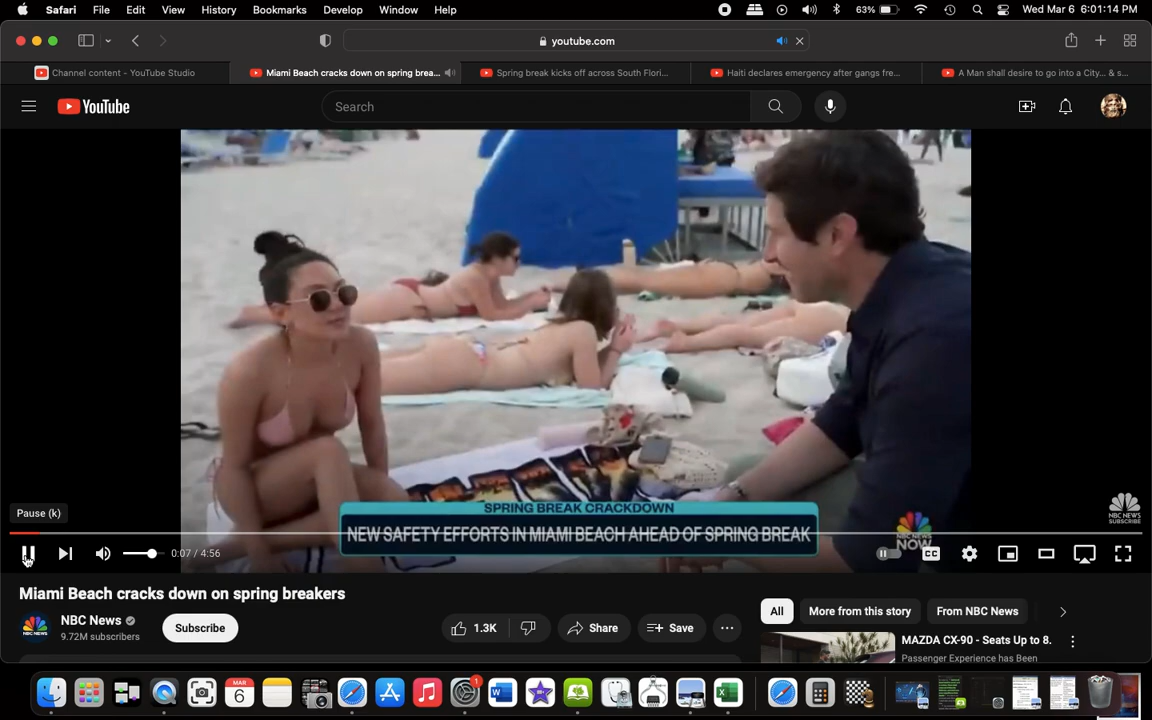 Safari File Edit View History Bookmarks Develop Window Help 63% Wed Mar 6 6:01:14 PM
youtube.com
Channel content - YouTube Studio
Miami Beach cracks down on spring brea...
Spring break kicks off across South Flori...
Haiti declares emergency after gangs fre...
A Man shall desire to go into a City... & s...
YouTube
Search
SPRING BREAK CRACKDOWN
NEW SAFETY EFFORTS IN MIAMI BEACH AHEAD OF SPRING BREAK
NOW
NBC NEWS
SUBSCRIBE
Pause (k)
0:07 / 4:56
CC
Miami Beach cracks down on spring breakers
NBC News
9.72M subscribers
Subscribe
1.3K
Share
Save
All
More from this story
From NBC News
MAZDA CX-90 - Seats Up to 8.
Passenger Experience has Been
MAR
6
1